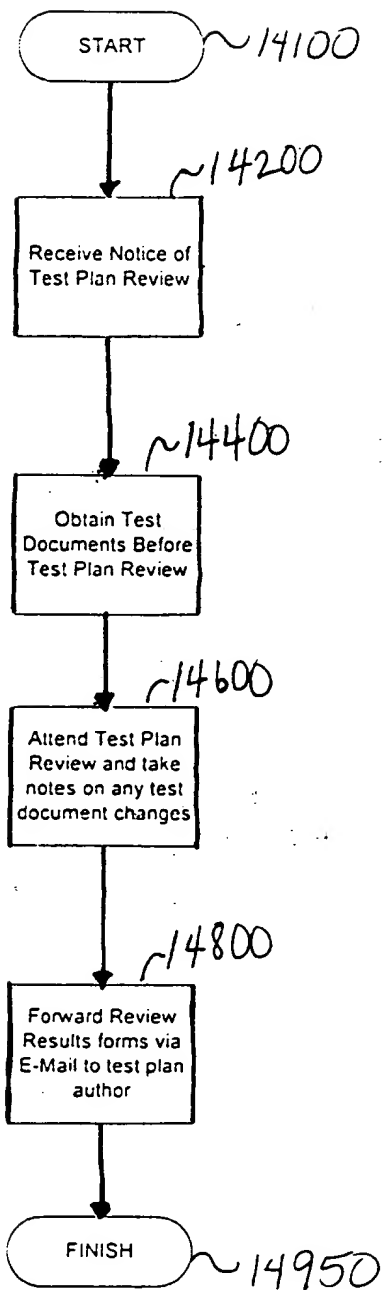 START
14100
14200
Receive Notice of
Test Plan Review
14400
Obtain Test
Documents Before
Test Plan Review
14600
Attend Test Plan
Review and take
notes on any test
document changes
14800
Forward Review
Results forms via
E-Mail to test plan
author
FINISH
14950